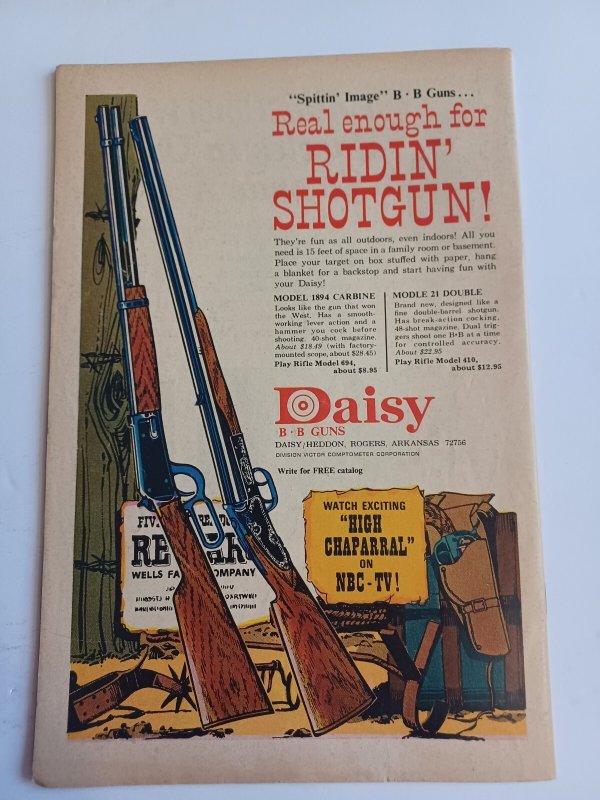 "Spittin' Image" B·B Guns...
Real enough for
RIDIN'
SHOTGUN!
They're fun as all outdoors, even indoors! All you
need is 15 feet of space in a family room or basement.
Place your target on box stuffed with paper, hang
a blanket for a backstop and start having fun with
your Daisy!
MODEL 1894 CARBINE
Looks like the gun that won
the West. Has a smooth-
working lever action and a
hammer you cock before
shooting. 40-shot magazine.
About $18.49 (with factory-
mounted scope, about $28.45)
Play Rifle Model 694,
about $8.95
MODLE 21 DOUBLE
Brand new, designed like a
fine double-barrel shotgun.
Has break-action cocking,
48-shot magazine. Dual trig-
gers shoot one B·B at a time
for controlled accuracy.
About $22.95
Play Rifle Model 410,
about $12.95
Daisy
B·B GUNS
DAISY/HEDDON, ROGERS, ARKANSAS 72756
DIVISION VICTOR COMPTOMETER CORPORATION
Write for FREE catalog
WATCH EXCITING
"HIGH
CHAPARRAL"
ON
NBC-TV!
FIV
RE AR
WELLS FA OMPANY